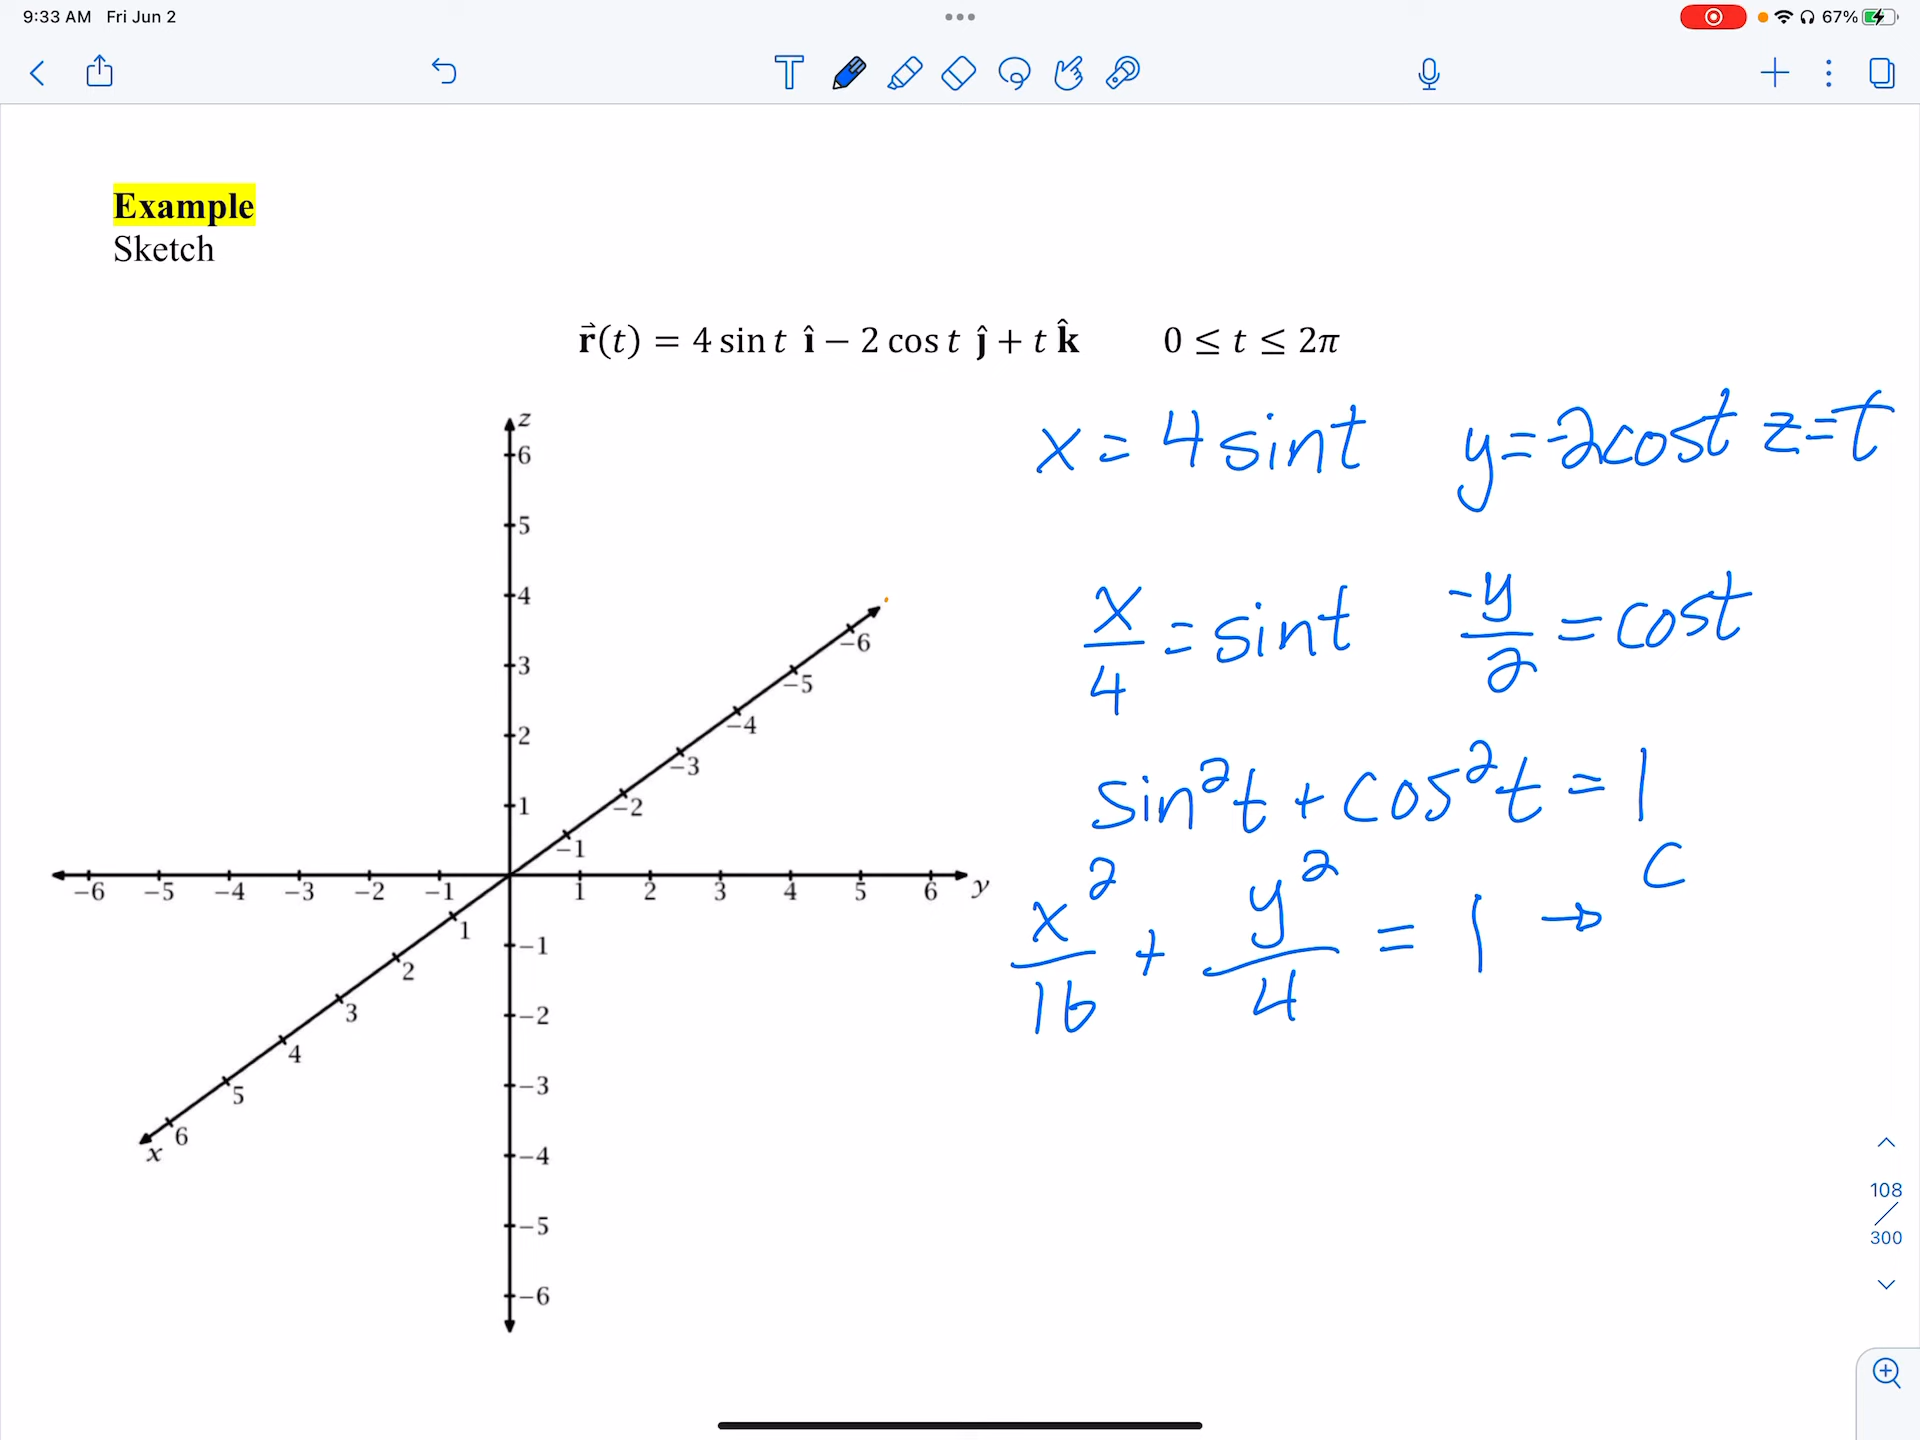 9:33 AM Fri Jun 2
67%
Example
Sketch
r⃗(t) = 4 sin t î − 2 cos t ĵ + t k̂ 0 ≤ t ≤ 2π
x = 4 sint y=-2cost z=t
x/4 = sint -y/2 = cost
sin²t + cos²t = 1
x²/16 + y²/4 = 1 → C
z
6
5
4
3
2
1
-1
-2
-3
-4
-5
-6
-6 -5 -4 -3 -2 -1 1 2 3 4 5 6 y
-6
-5
-4
-3
-2
-1
1
2
3
4
5
6
x
108
/
300